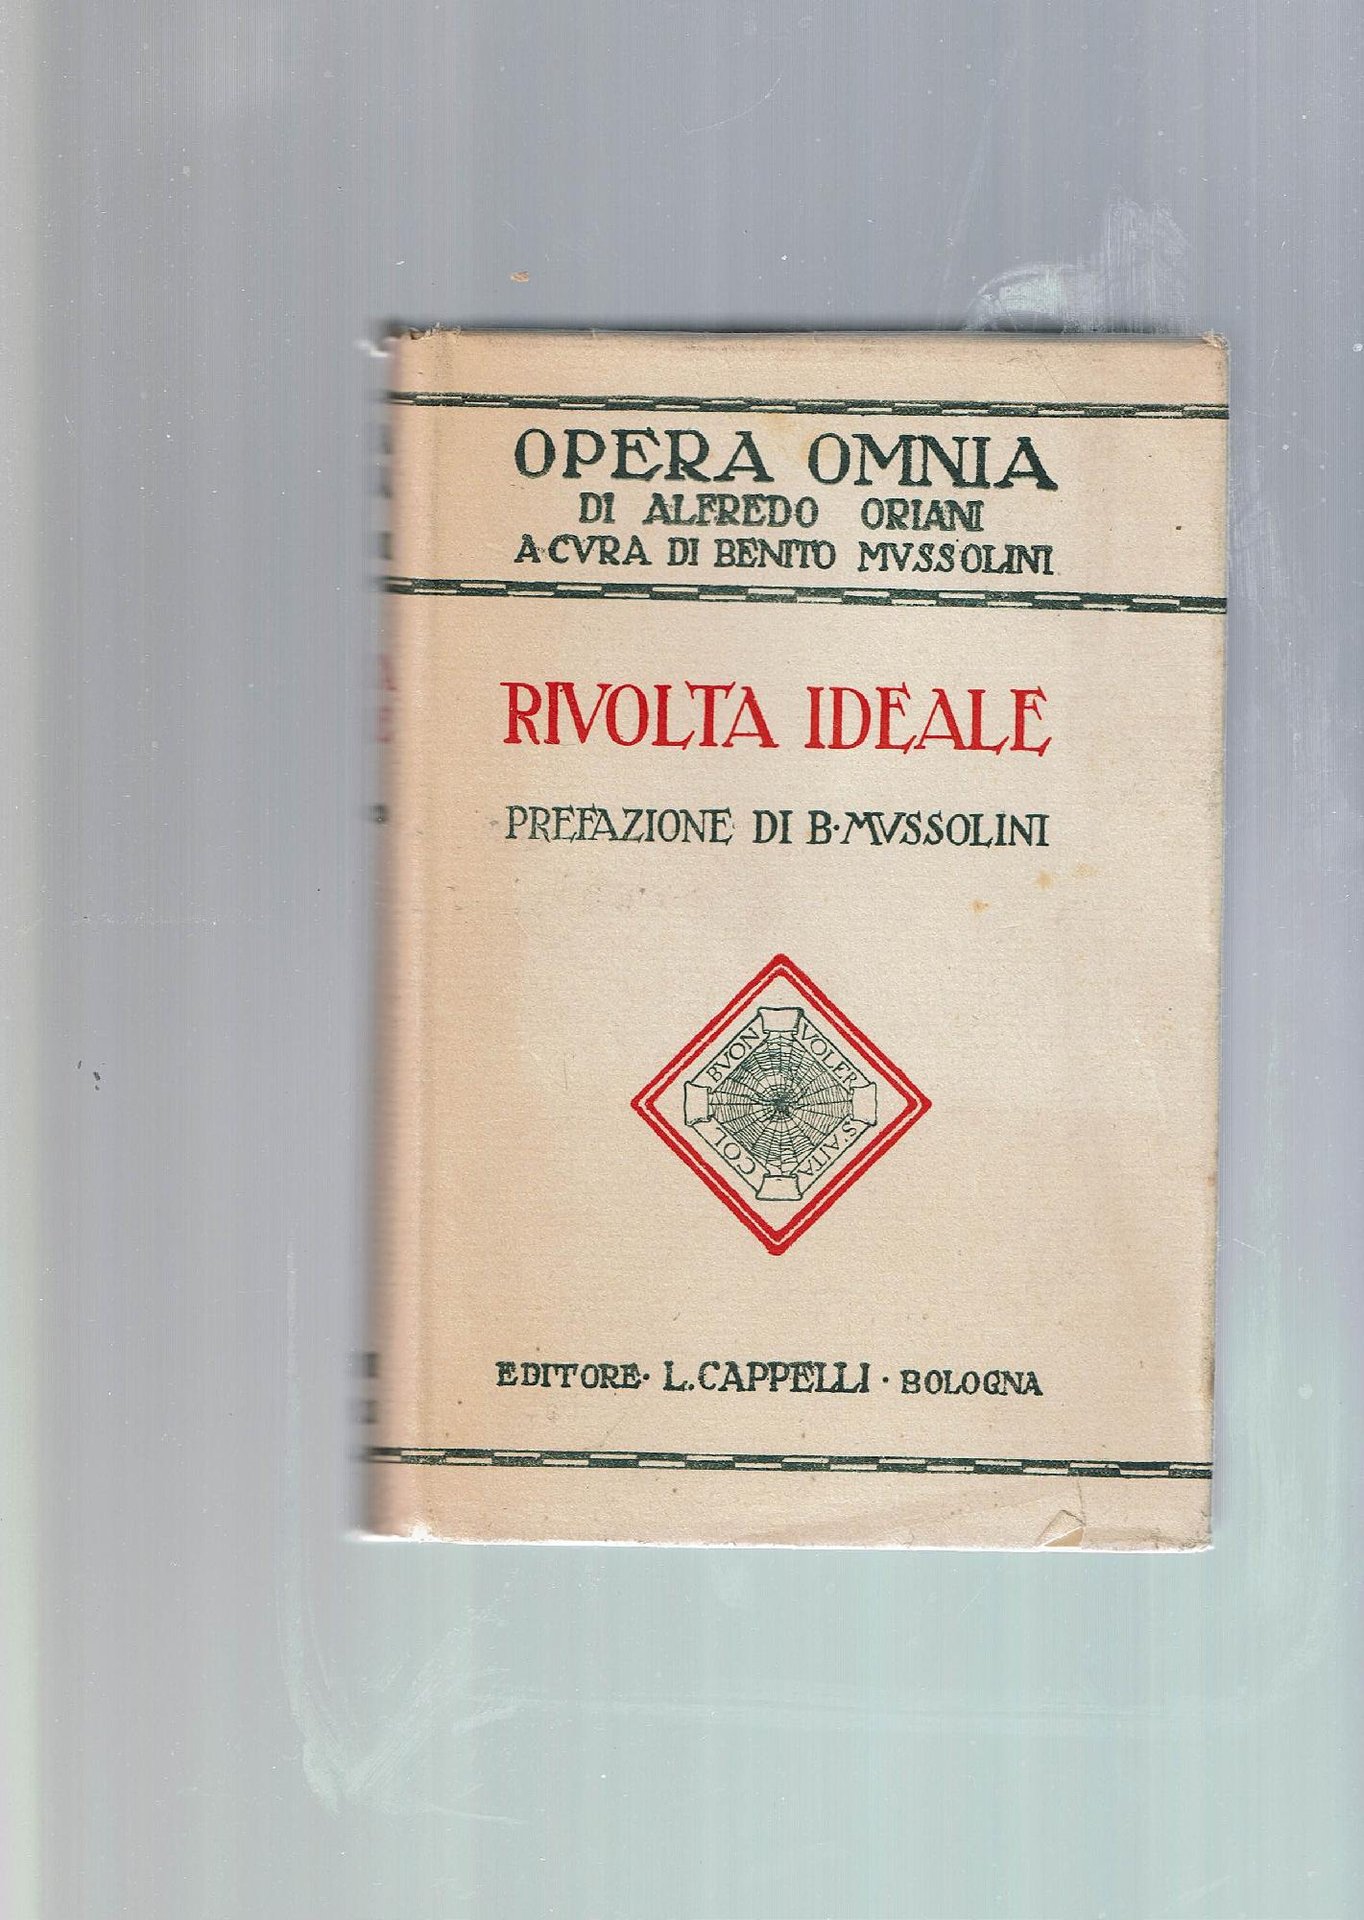 OPERA OMNIA
DI ALFREDO ORIANI
A CVRA DI BENITO MVSSOLINI
RIVOLTA IDEALE
PREFAZIONE DI B·MVSSOLINI
COL BVON VOLER S'AITA
EDITORE· L. CAPPELLI · BOLOGNA